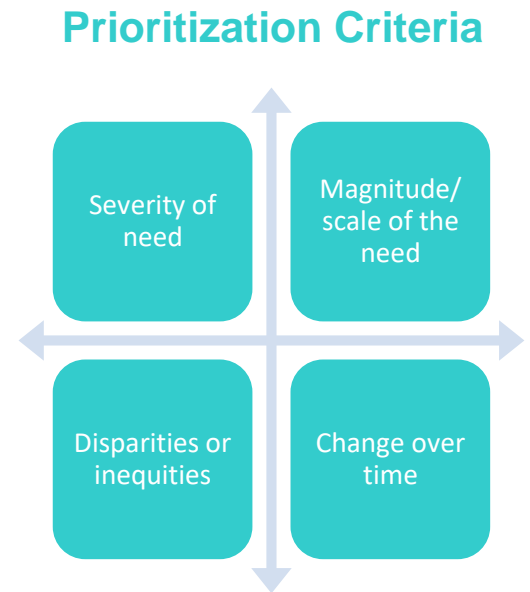 Prioritization Criteria
Severity of
need
Magnitude/
scale of the
need
Disparities or
inequities
Change over
time